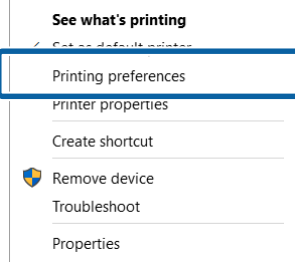 See what's printing
Set as default printer
Printing preferences
Printer properties
Create shortcut
Remove device
Troubleshoot
Properties